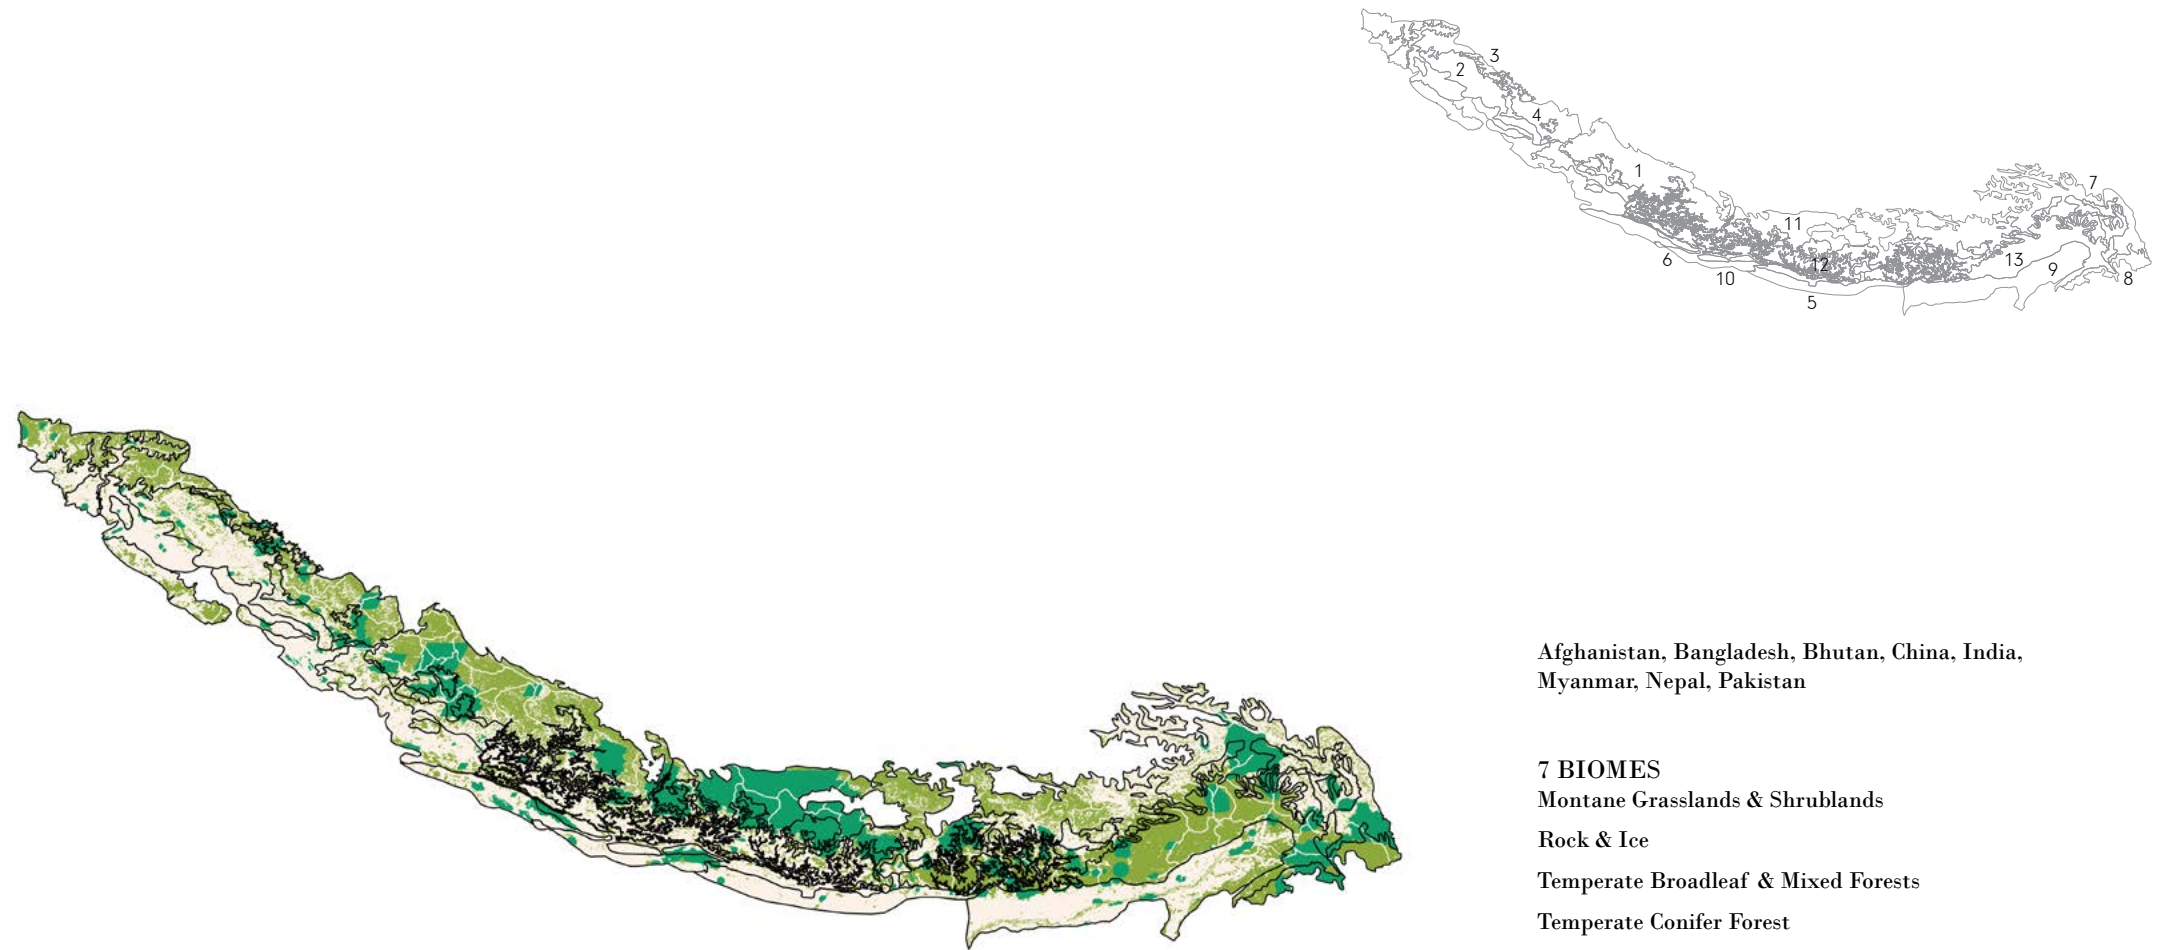 3
2
4
1
7
11
6
12
13
9
10
8
5
Afghanistan, Bangladesh, Bhutan, China, India,
Myanmar, Nepal, Pakistan
7 BIOMES
Montane Grasslands & Shrublands
Rock & Ice
Temperate Broadleaf & Mixed Forests
Temperate Conifer Forest